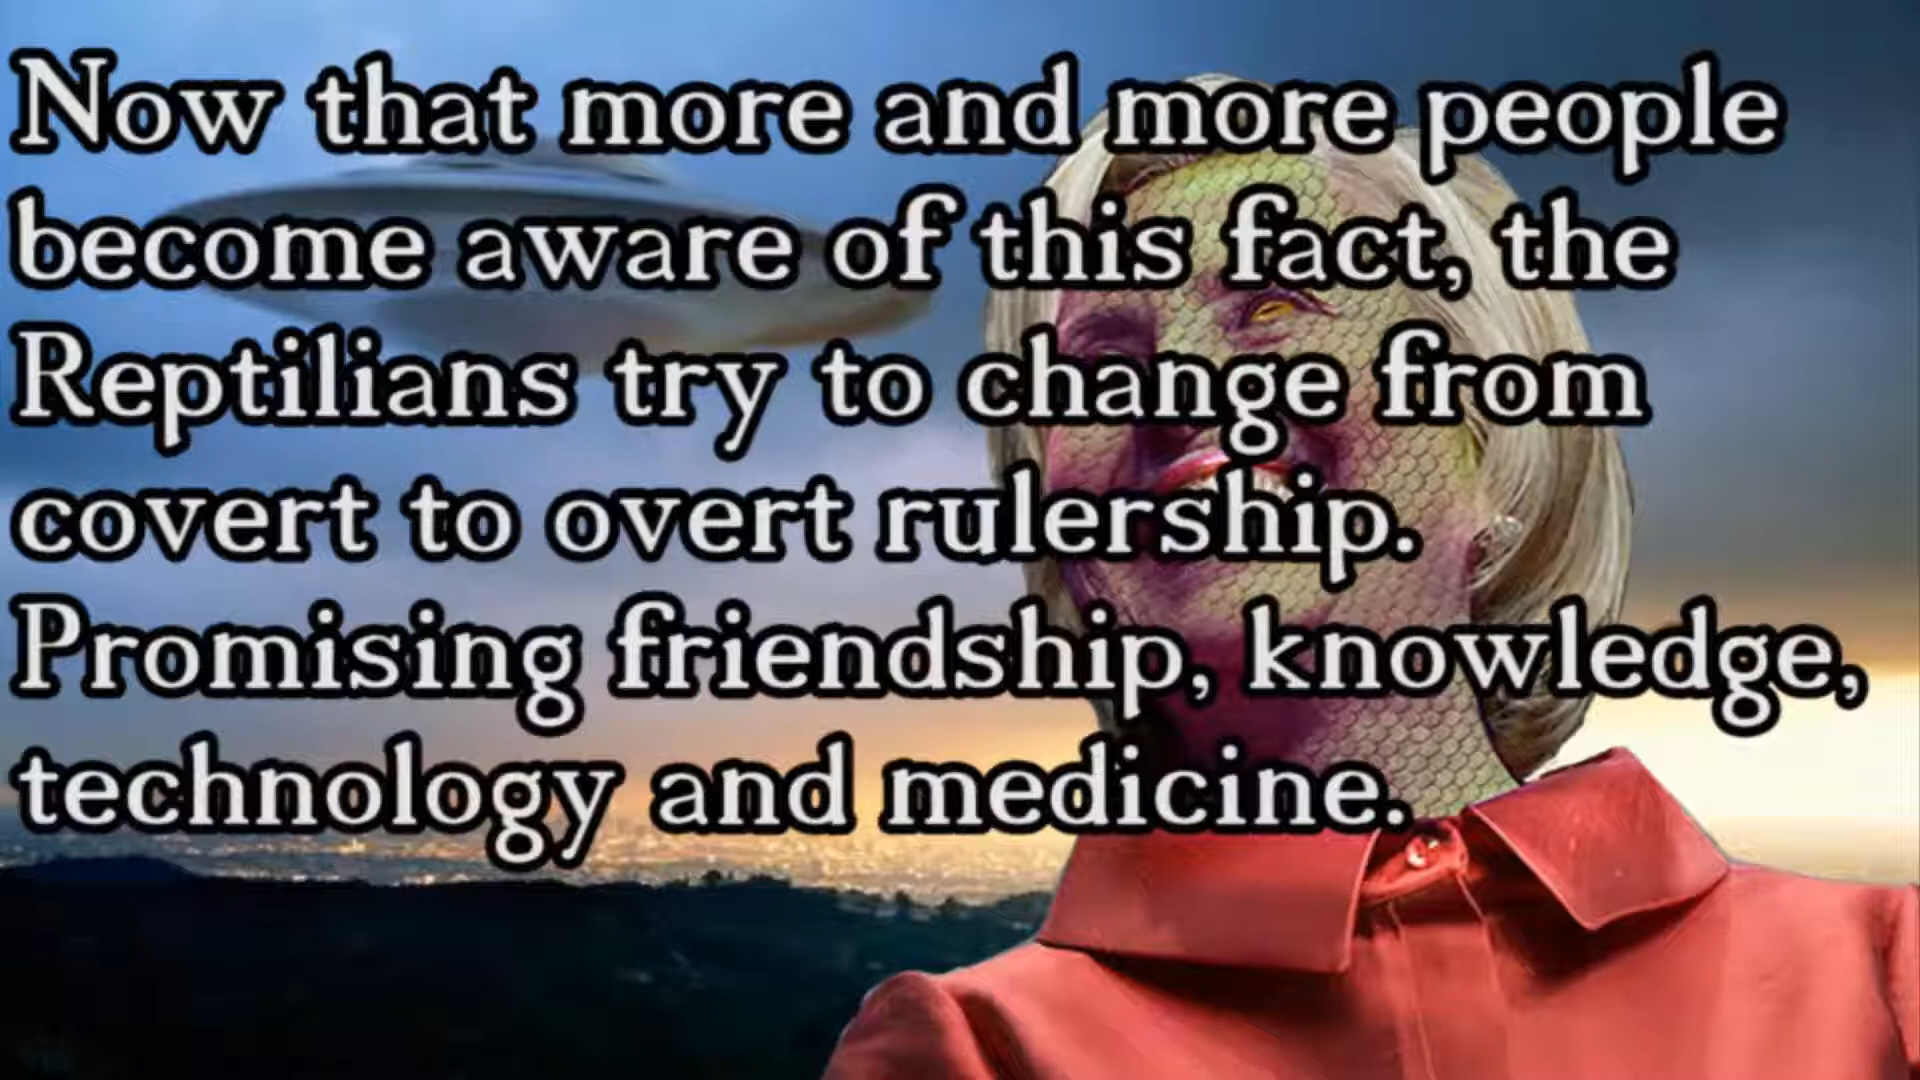 Now that more and more people
become aware of this fact, the
Reptilians try to change from
covert to overt rulership.
Promising friendship, knowledge,
technology and medicine.